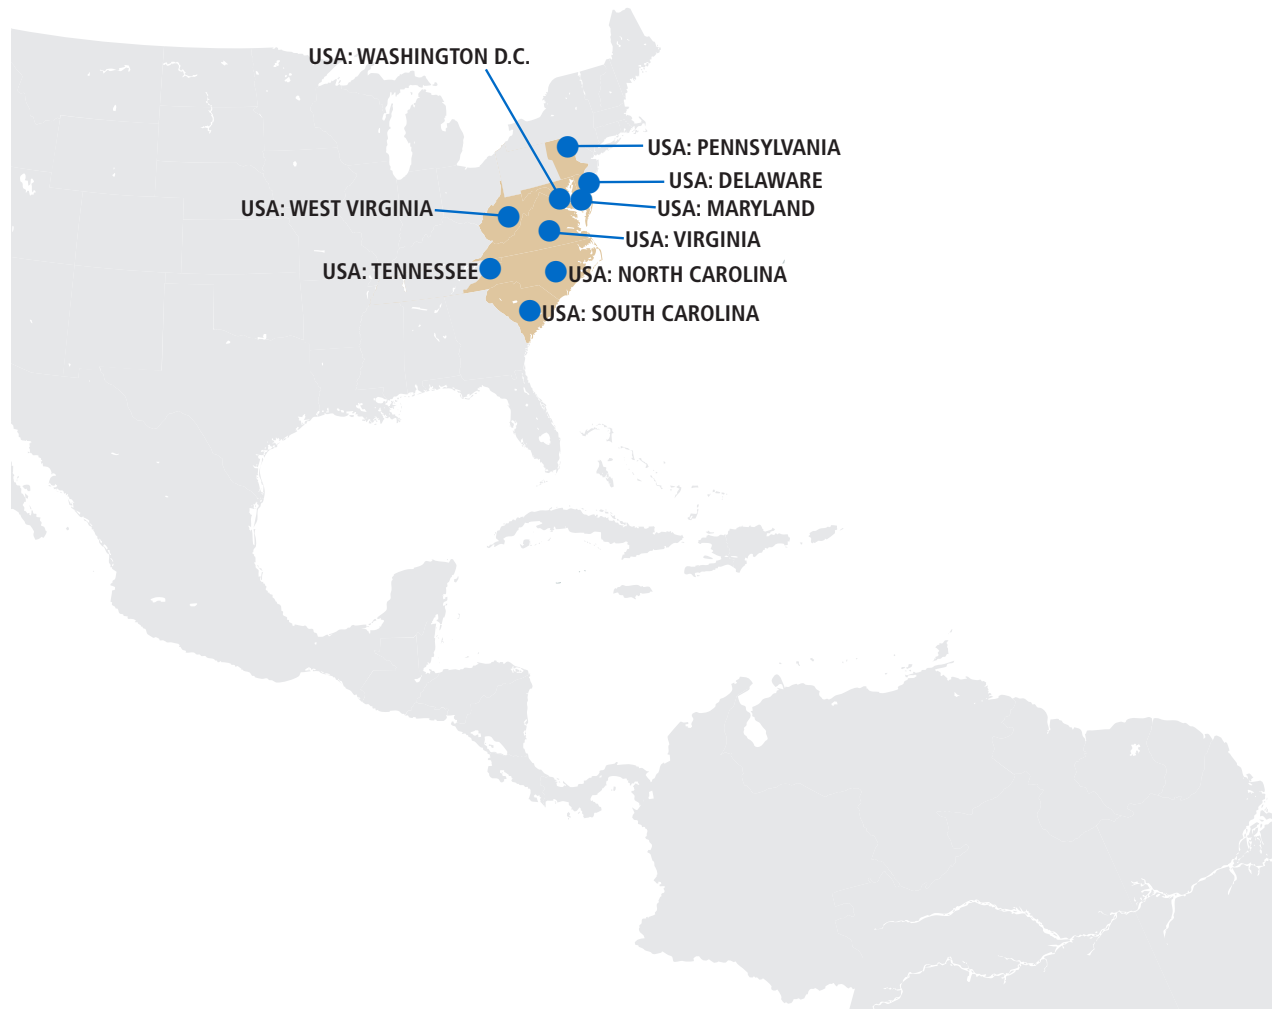 USA: WASHINGTON D.C.
USA: PENNSYLVANIA
USA: DELAWARE
USA: WEST VIRGINIA
USA: MARYLAND
USA: VIRGINIA
USA: TENNESSEE
USA: NORTH CAROLINA
USA: SOUTH CAROLINA